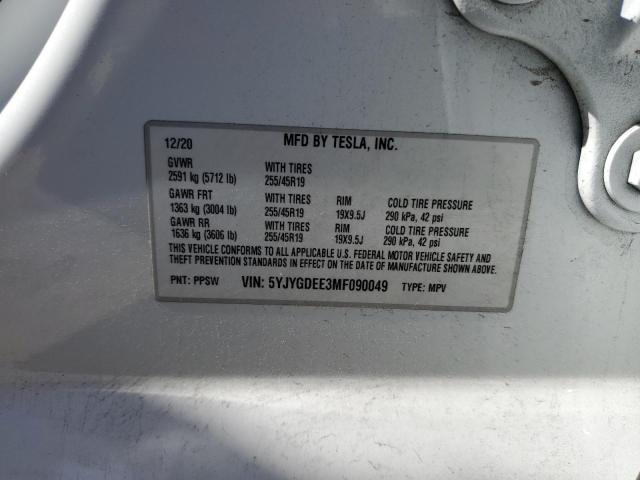 12/20 MFD BY TESLA, INC.
GVWR WITH TIRES
2591 kg (5712 lb) 255/45R19
GAWR FRT WITH TIRES RIM COLD TIRE PRESSURE
1363 kg (3004 lb) 255/45R19 19X9.5J 290 kPa, 42 psi
GAWR RR WITH TIRES RIM COLD TIRE PRESSURE
1636 kg (3606 lb) 255/45R19 19X9.5J 290 kPa, 42 psi
THIS VEHICLE CONFORMS TO ALL APPLICABLE U.S. FEDERAL MOTOR VEHICLE SAFETY AND
THEFT PREVENTION STANDARDS IN EFFECT ON THE DATE OF MANUFACTURE SHOWN ABOVE.
PNT: PPSW VIN: 5YJYGDEE3MF090049 TYPE: MPV